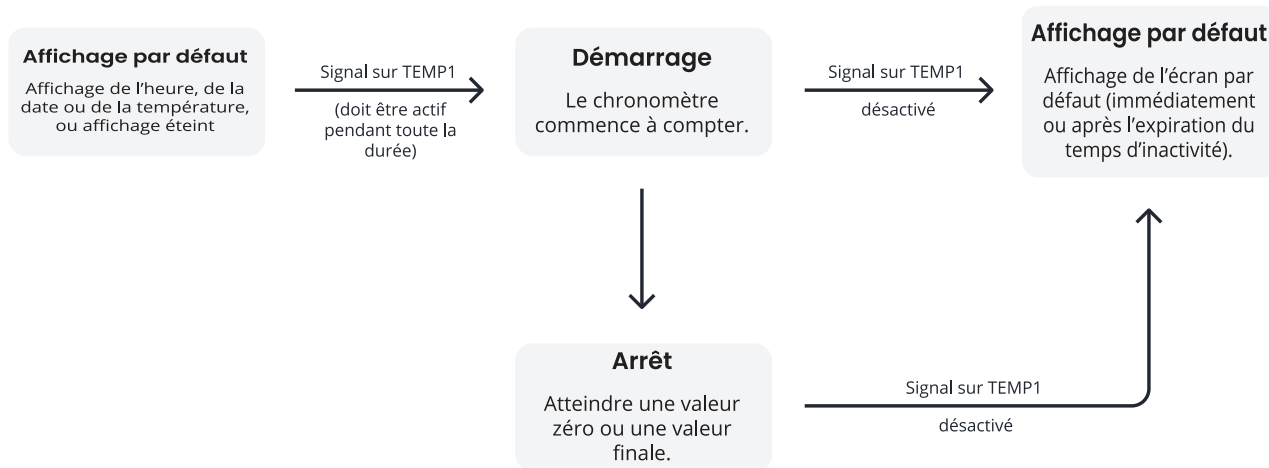 Affichage par défaut
Affichage de l'heure, de la
date ou de la température,
ou affichage éteint
Signal sur TEMP1
(doit être actif
pendant toute la
durée)
Démarrage
Le chronomètre
commence à compter.
Signal sur TEMP1
désactivé
Affichage par défaut
Affichage de l'écran par
défaut (immédiatement
ou après l'expiration du
temps d'inactivité).
Arrêt
Atteindre une valeur
zéro ou une valeur
finale.
Signal sur TEMP1
désactivé